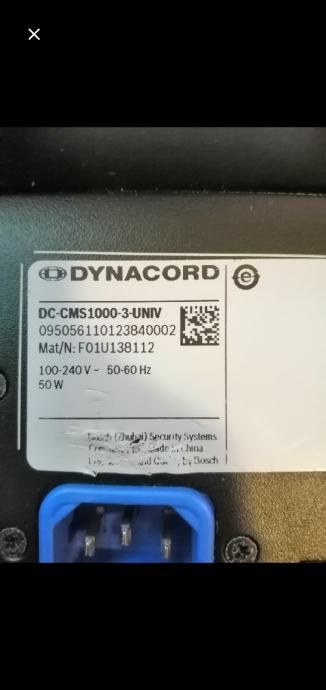 DYNACORD
DC-CMS1000-3-UNIV
095056110123840002
Mat/N: F01U138112
100-240 V ~ 50-60 Hz
50 W
Bosch (Zhuhai) Security Systems
Made in China
by Bosch